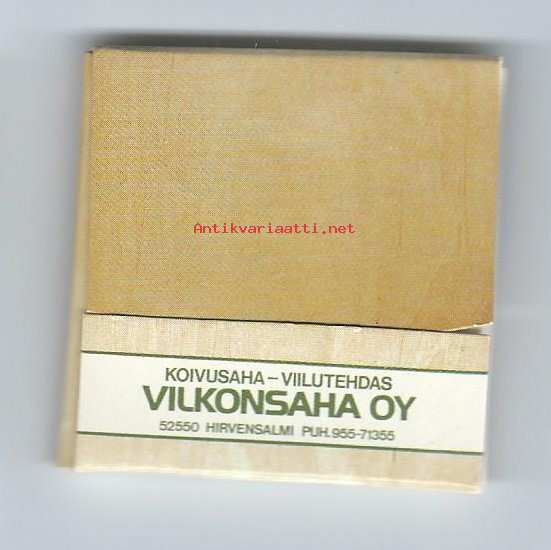 Antikvariaatti.net
KOIVUSAHA – VIILUTEHDAS
VILKONSAHA OY
52550 HIRVENSALMI PUH. 955-71355